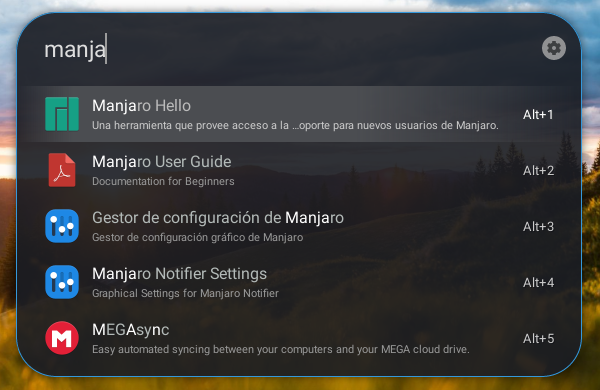 manja
Manjaro Hello
Una herramienta que provee acceso a la ...oporte para nuevos usuarios de Manjaro.
Alt+1
Manjaro User Guide
Documentation for Beginners
Alt+2
Gestor de configuración de Manjaro
Gestor de configuración gráfico de Manjaro
Alt+3
Manjaro Notifier Settings
Graphical Settings for Manjaro Notifier
Alt+4
MEGAsync
Easy automated syncing between your computers and your MEGA cloud drive.
Alt+5